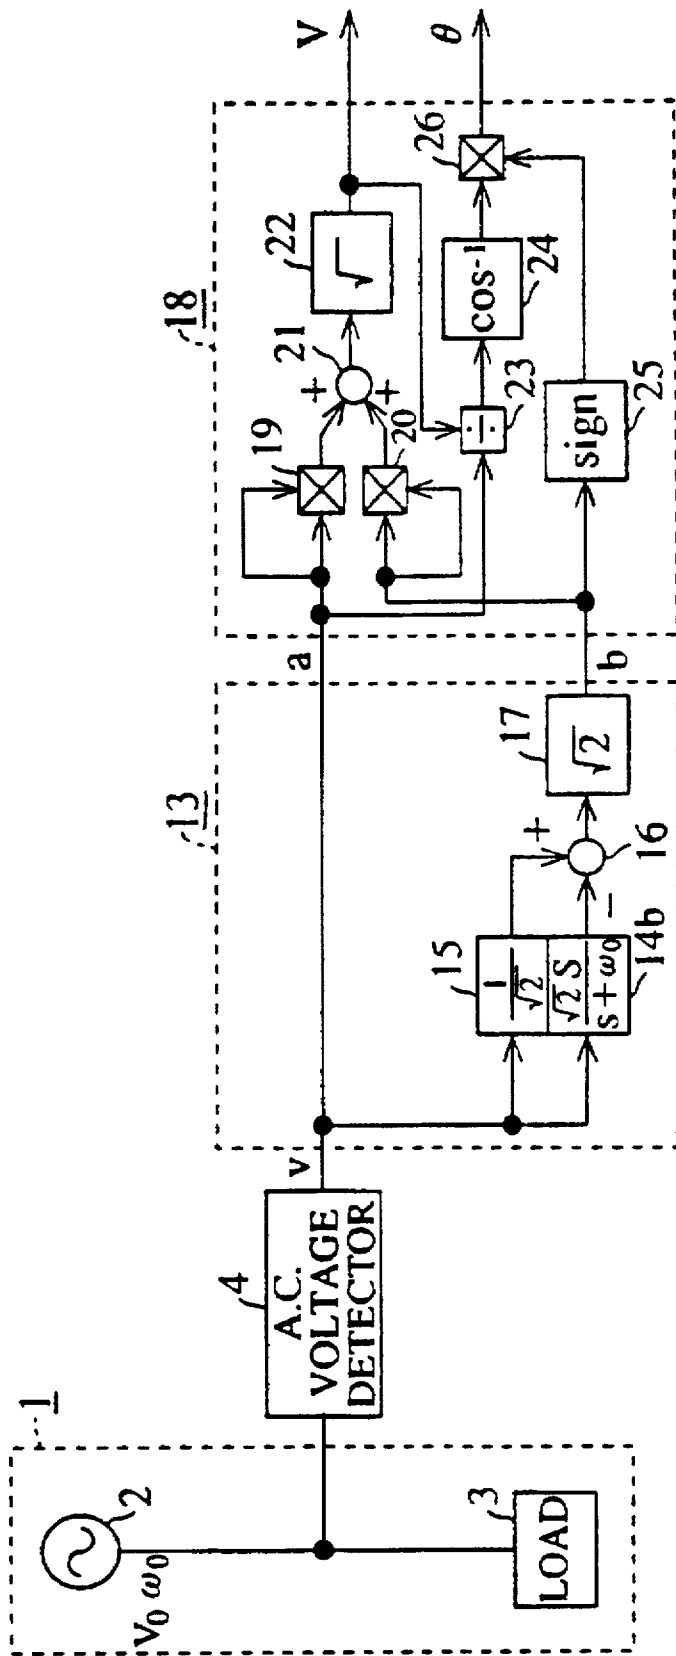 1
2
V₀ ω₀
3
LOAD
4
A.C.
VOLTAGE
DETECTOR
v
13
15
1
√2
√2 S
s + ω₀
14b
+
−
16
17
√2
a
b
18
19
20
+
+
21
22
√
÷
23
cos⁻¹
24
sign
25
26
V
θ